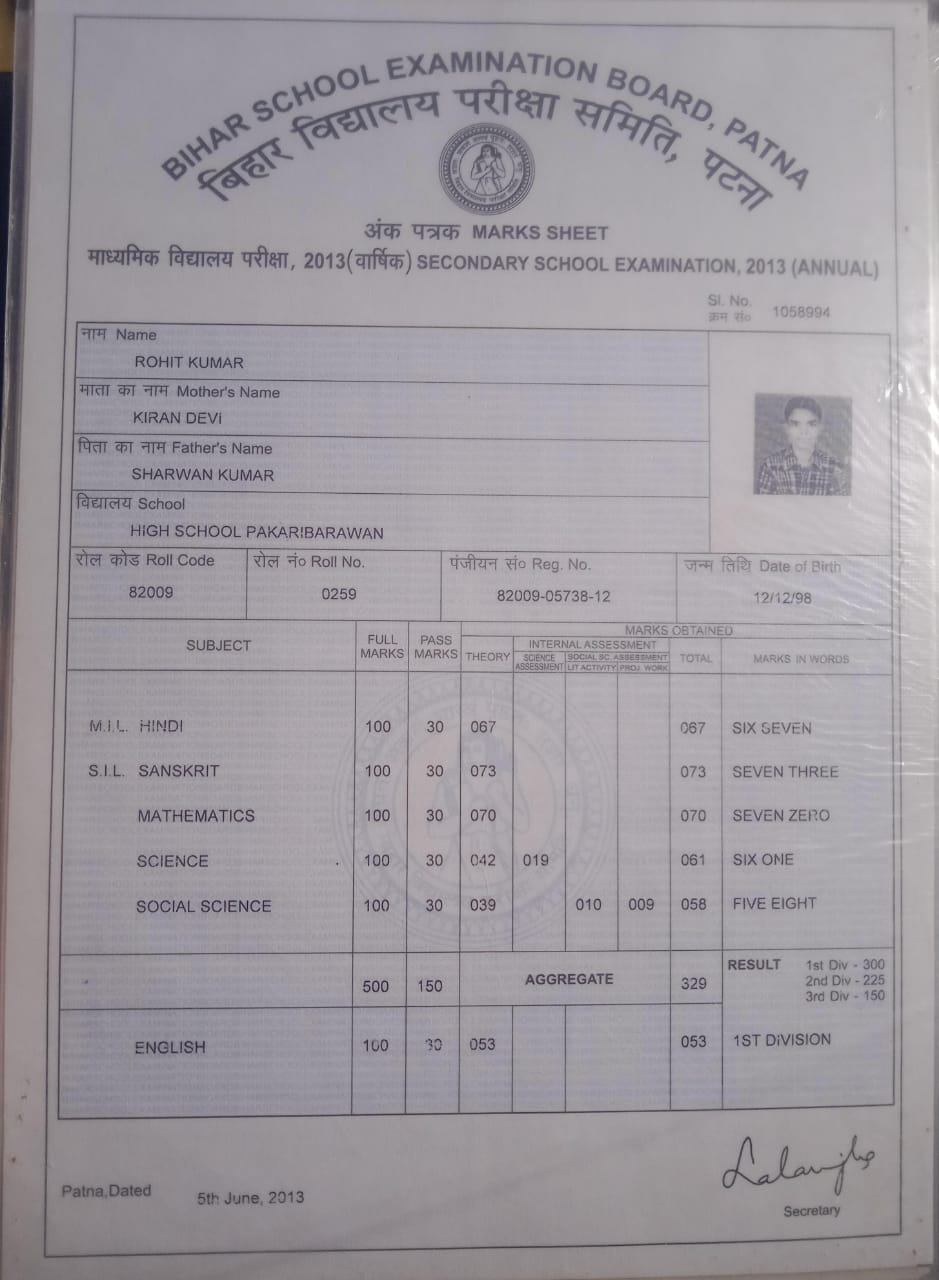 BIHAR SCHOOL EXAMINATION BOARD, PATNA
बिहार विद्यालय परीक्षा समिति, पटना
अंक पत्रक MARKS SHEET
माध्यमिक विद्यालय परीक्षा, 2013(वार्षिक) SECONDARY SCHOOL EXAMINATION, 2013 (ANNUAL)
Sl. No.
क्रम सं० 1058994
नाम Name
ROHIT KUMAR
माता का नाम Mother's Name
KIRAN DEVI
पिता का नाम Father's Name
SHARWAN KUMAR
विद्यालय School
HIGH SCHOOL PAKARIBARAWAN
रोल कोड Roll Code रोल नं० Roll No. पंजीयन सं० Reg. No. जन्म तिथि Date of Birth
82009 0259 82009-05738-12 12/12/98
SUBJECT FULL MARKS PASS MARKS MARKS OBTAINED
THEORY INTERNAL ASSESSMENT TOTAL MARKS IN WORDS
SCIENCE ASSESSMENT SOCIAL SC. ASSESSMENT
LIT ACTIVITY PROJ. WORK
M.I.L. HINDI 100 30 067 067 SIX SEVEN
S.I.L. SANSKRIT 100 30 073 073 SEVEN THREE
MATHEMATICS 100 30 070 070 SEVEN ZERO
SCIENCE 100 30 042 019 061 SIX ONE
SOCIAL SCIENCE 100 30 039 010 009 058 FIVE EIGHT
500 150 AGGREGATE 329 RESULT 1st Div - 300
2nd Div - 225
3rd Div - 150
ENGLISH 100 30 053 053 1ST DIVISION
Patna,Dated 5th June, 2013
Secretary